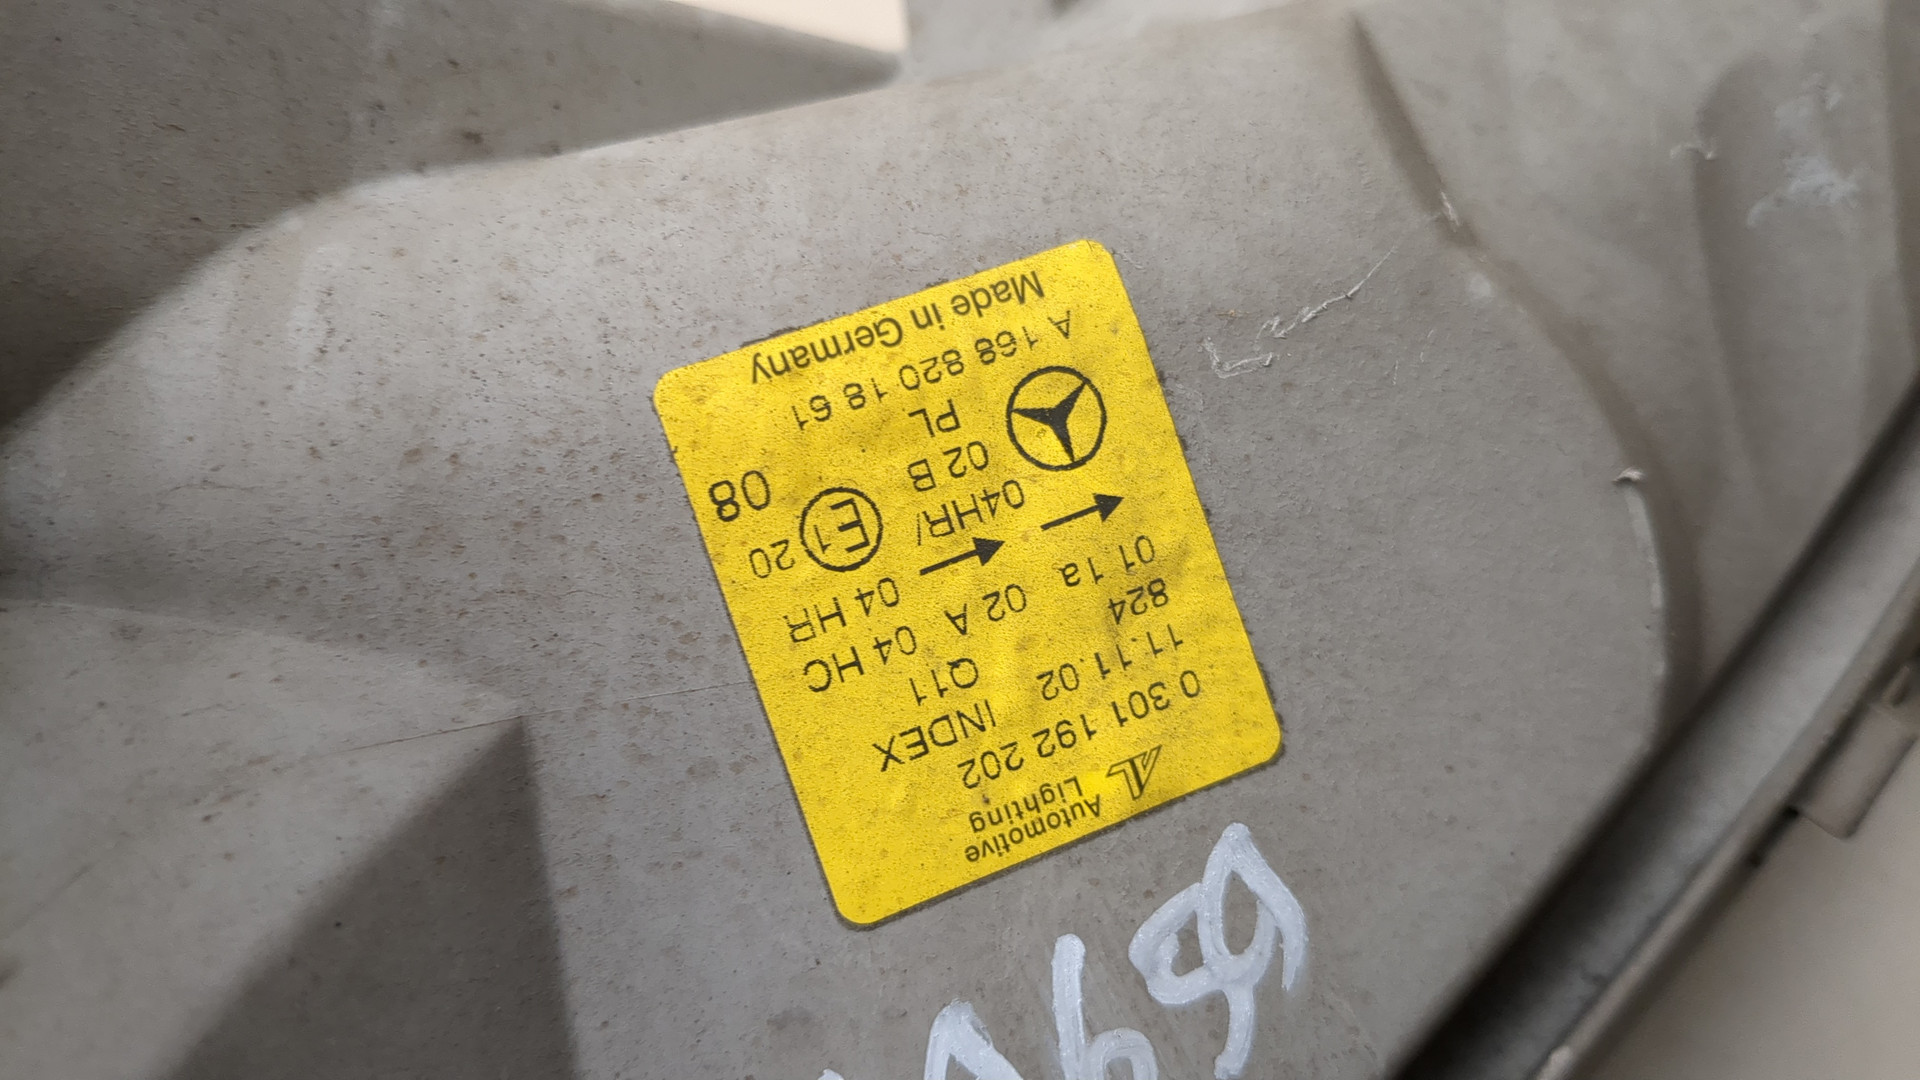 Automotive
Lighting
0 301 192 202
11.11.02 INDEX
824 Q11
01 1a 02 A 04 HC
04 HR
04HR/ E1 20
02 B 08
PL
A 168 820 18 61
Made in Germany